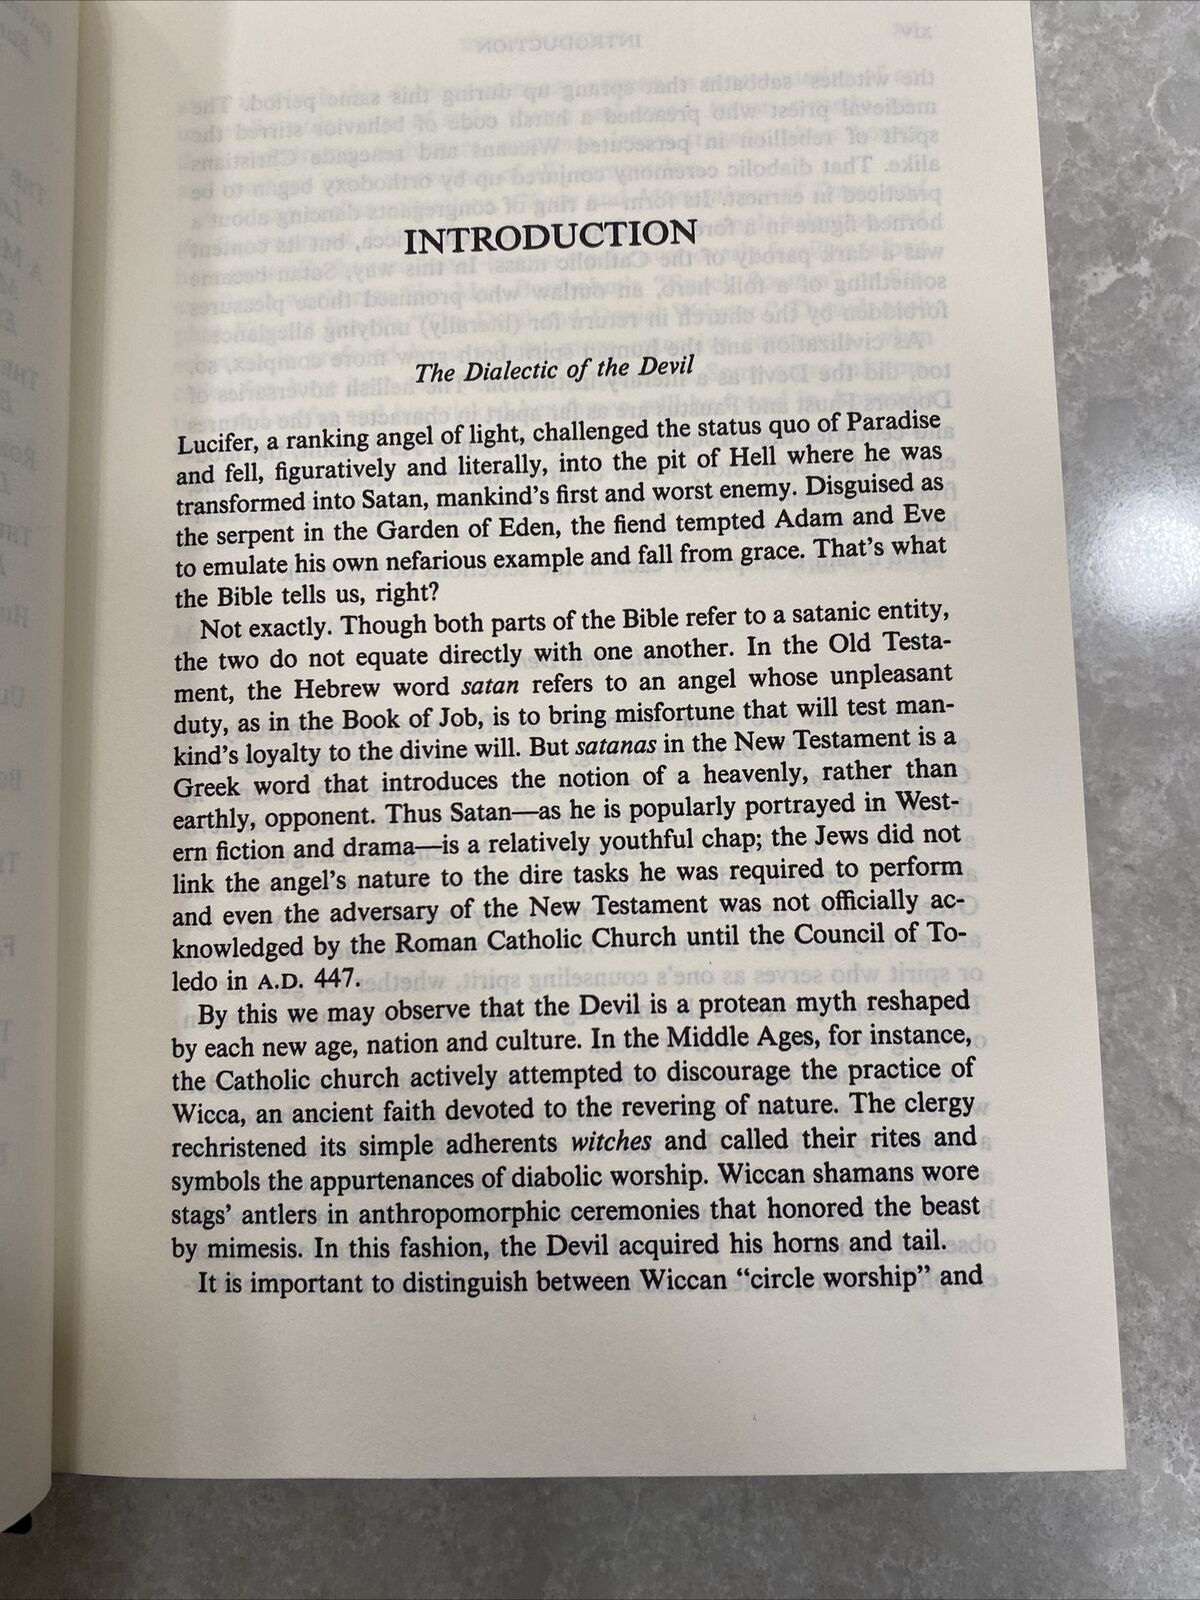 INTRODUCTION
The Dialectic of the Devil
Lucifer, a ranking angel of light, challenged the status quo of Paradise
and fell, figuratively and literally, into the pit of Hell where he was
transformed into Satan, mankind's first and worst enemy. Disguised as
the serpent in the Garden of Eden, the fiend tempted Adam and Eve
to emulate his own nefarious example and fall from grace. That's what
the Bible tells us, right?
Not exactly. Though both parts of the Bible refer to a satanic entity,
the two do not equate directly with one another. In the Old Testa-
ment, the Hebrew word satan refers to an angel whose unpleasant
duty, as in the Book of Job, is to bring misfortune that will test man-
kind's loyalty to the divine will. But satanas in the New Testament is a
Greek word that introduces the notion of a heavenly, rather than
earthly, opponent. Thus Satan—as he is popularly portrayed in West-
ern fiction and drama—is a relatively youthful chap; the Jews did not
link the angel's nature to the dire tasks he was required to perform
and even the adversary of the New Testament was not officially ac-
knowledged by the Roman Catholic Church until the Council of To-
ledo in A.D. 447.
By this we may observe that the Devil is a protean myth reshaped
by each new age, nation and culture. In the Middle Ages, for instance,
the Catholic church actively attempted to discourage the practice of
Wicca, an ancient faith devoted to the revering of nature. The clergy
rechristened its simple adherents witches and called their rites and
symbols the appurtenances of diabolic worship. Wiccan shamans wore
stags' antlers in anthropomorphic ceremonies that honored the beast
by mimesis. In this fashion, the Devil acquired his horns and tail.
It is important to distinguish between Wiccan "circle worship" and